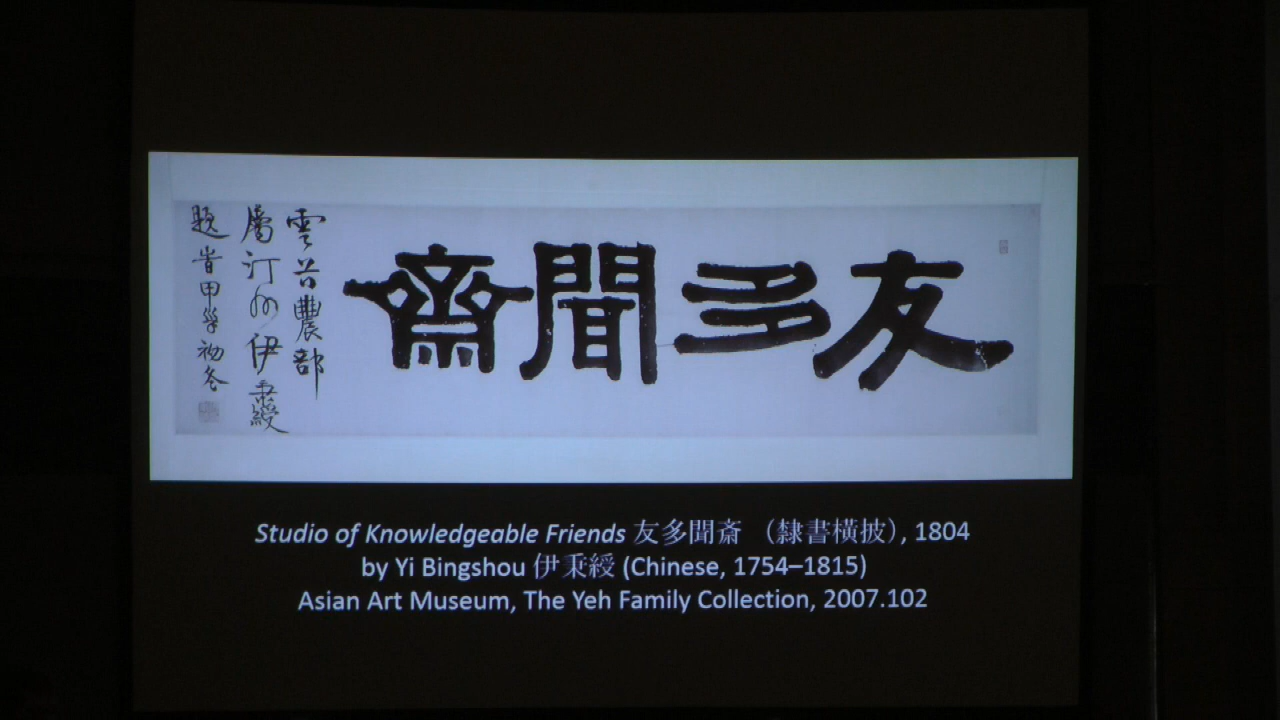 友多聞齋
雲谷農部
屬汀州伊秉綬
題旹甲子初冬
Studio of Knowledgeable Friends 友多聞斎 （隸書橫披）, 1804
by Yi Bingshou 伊秉綬 (Chinese, 1754–1815)
Asian Art Museum, The Yeh Family Collection, 2007.102